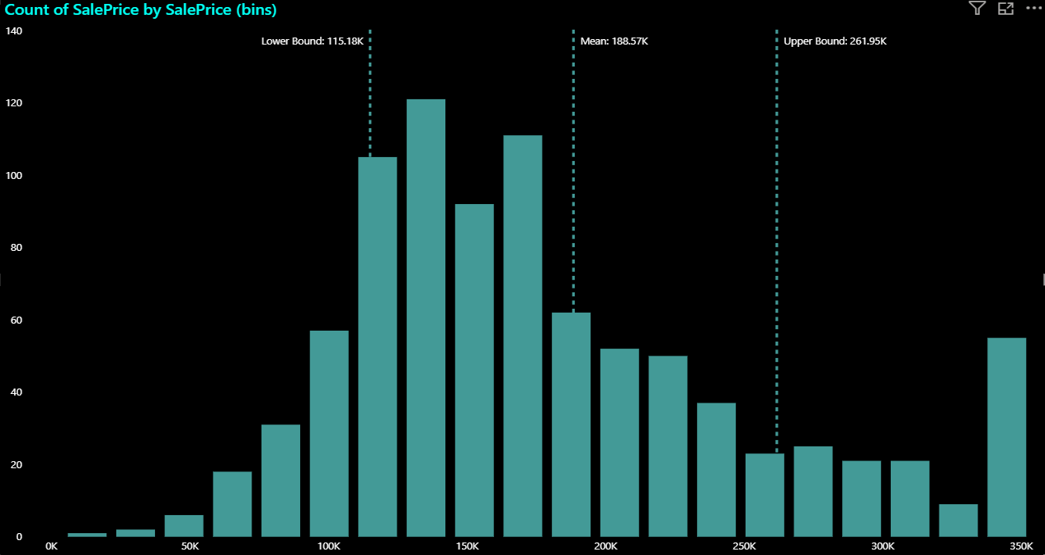 Count of SalePrice by SalePrice (bins)
140
Lower Bound: 115.18K
Mean: 188.57K
Upper Bound: 261.95K
120
100
80
60
40
20
0
0K
50K
100K
150K
200K
250K
300K
350K